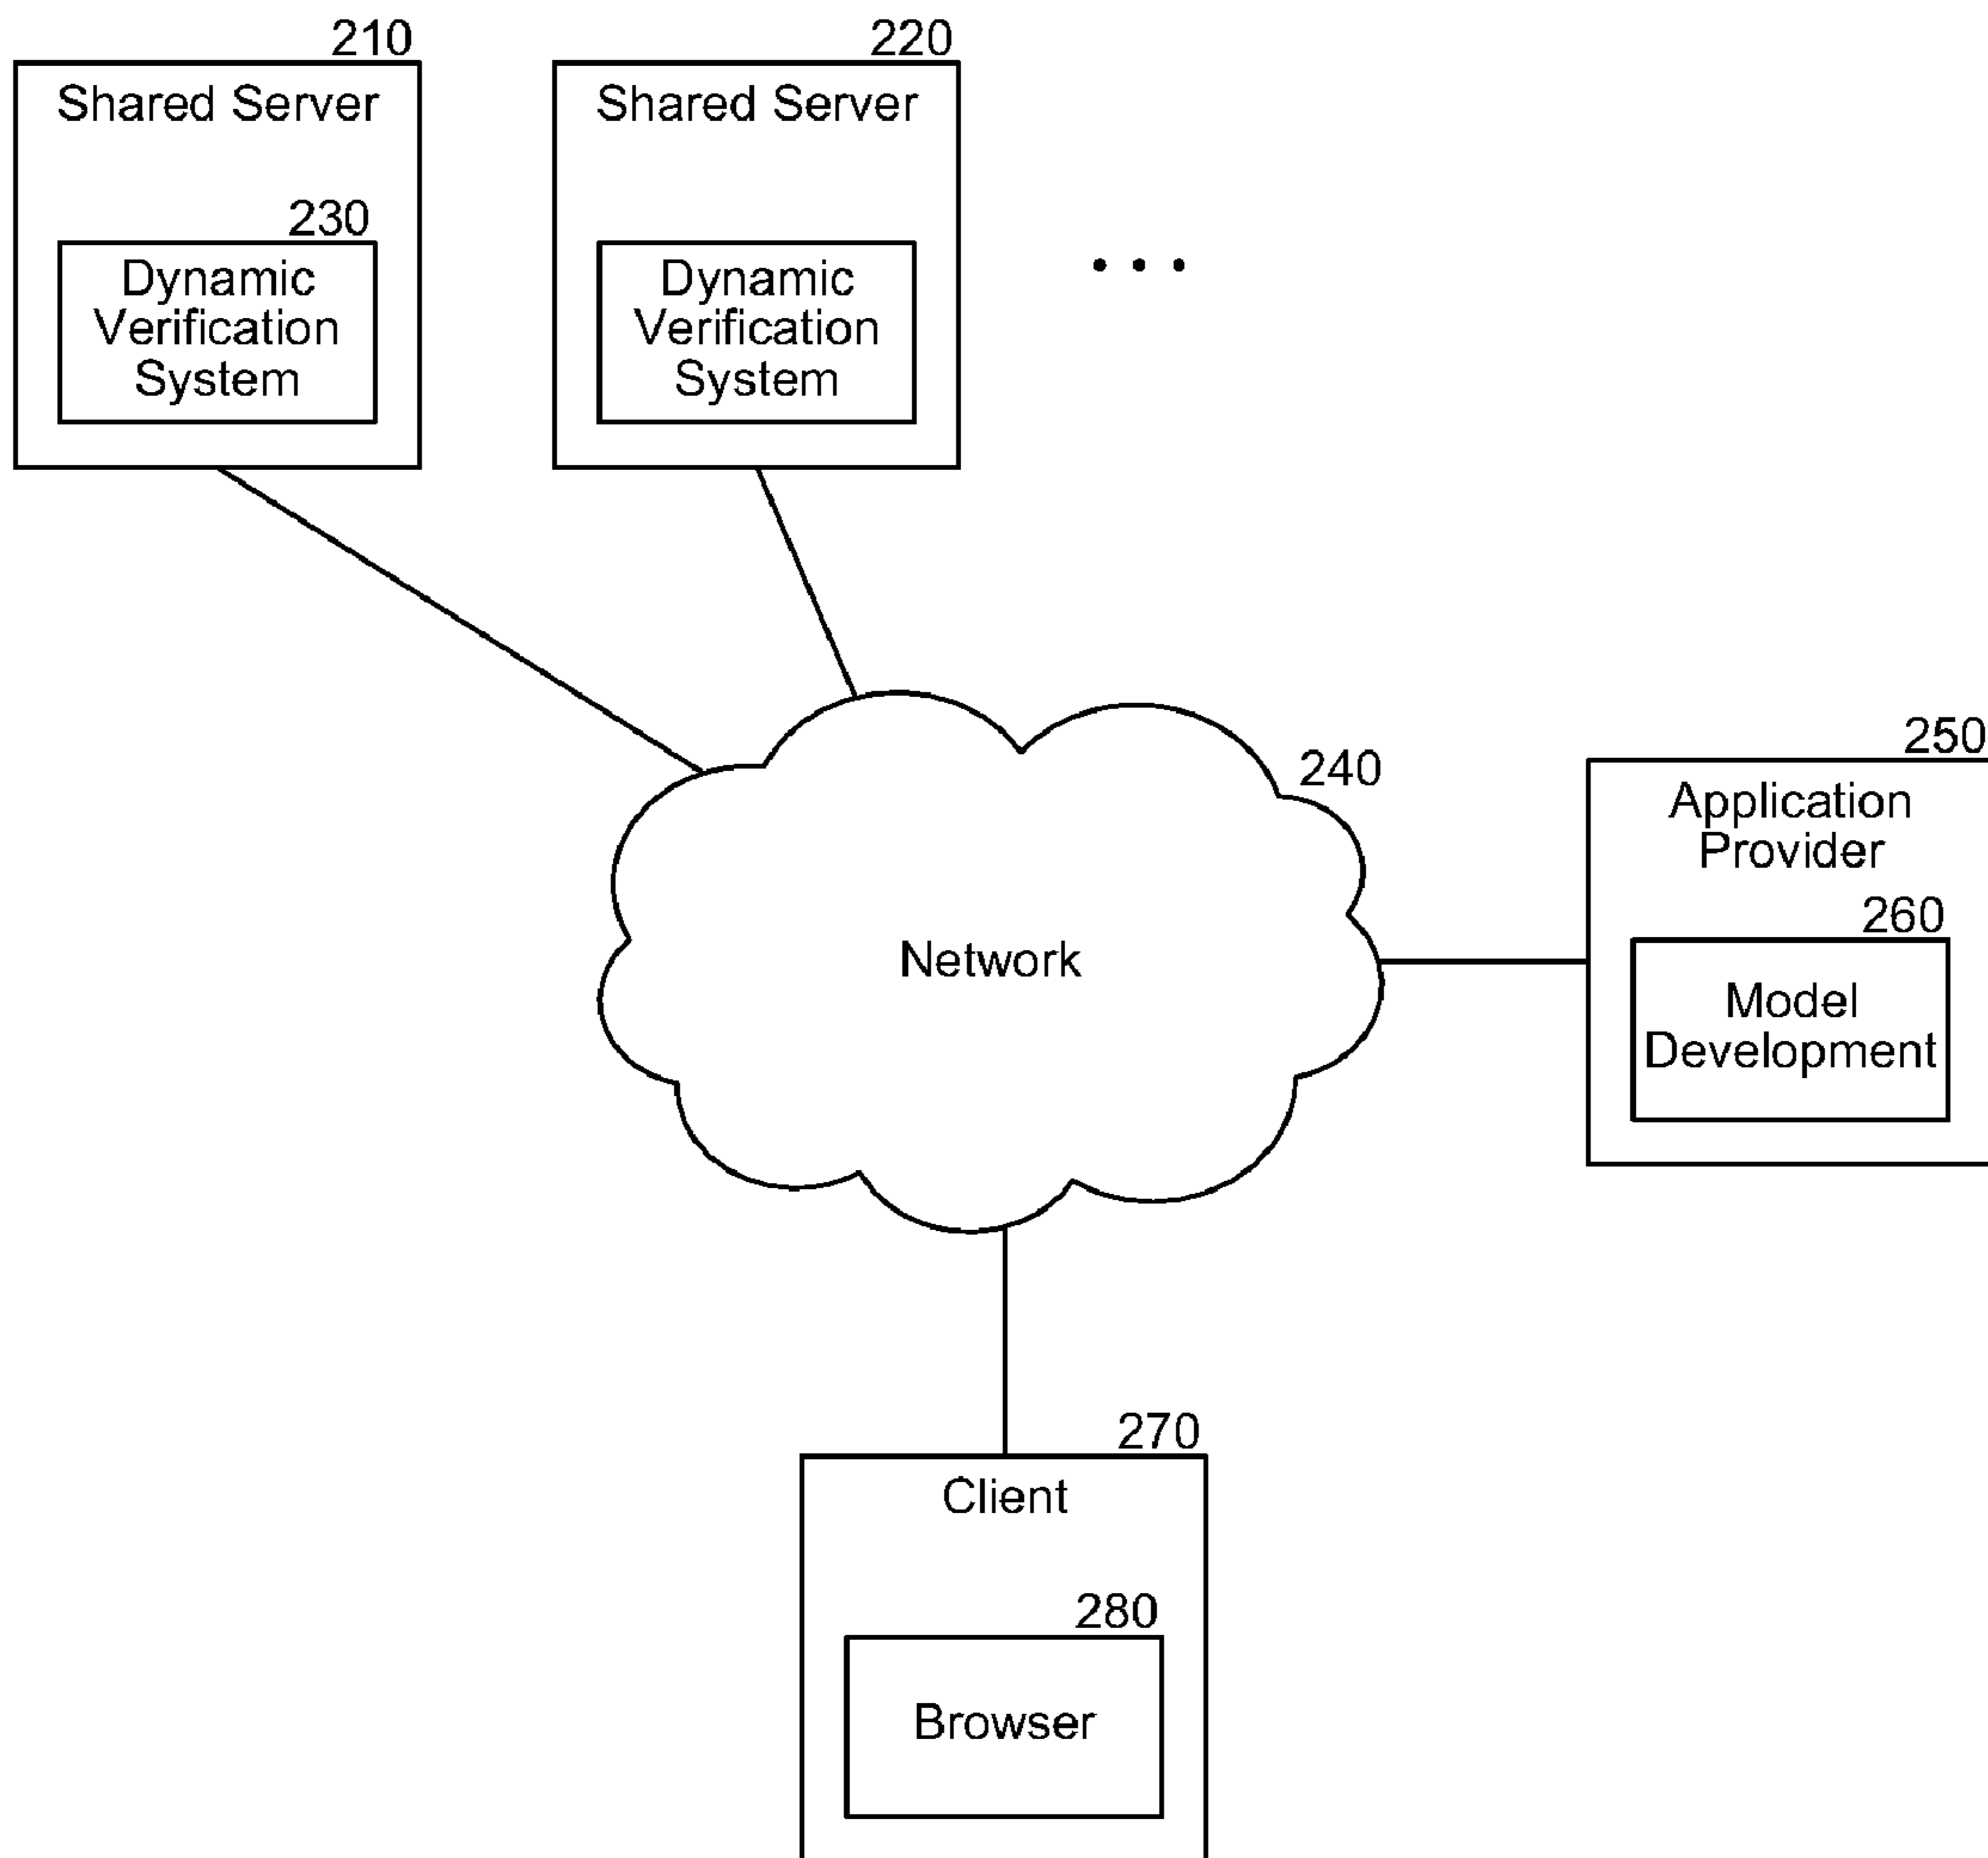 210
Shared Server
230
Dynamic
Verification
System
220
Shared Server
Dynamic
Verification
System
. . .
240
Network
250
Application
Provider
260
Model
Development
270
Client
280
Browser